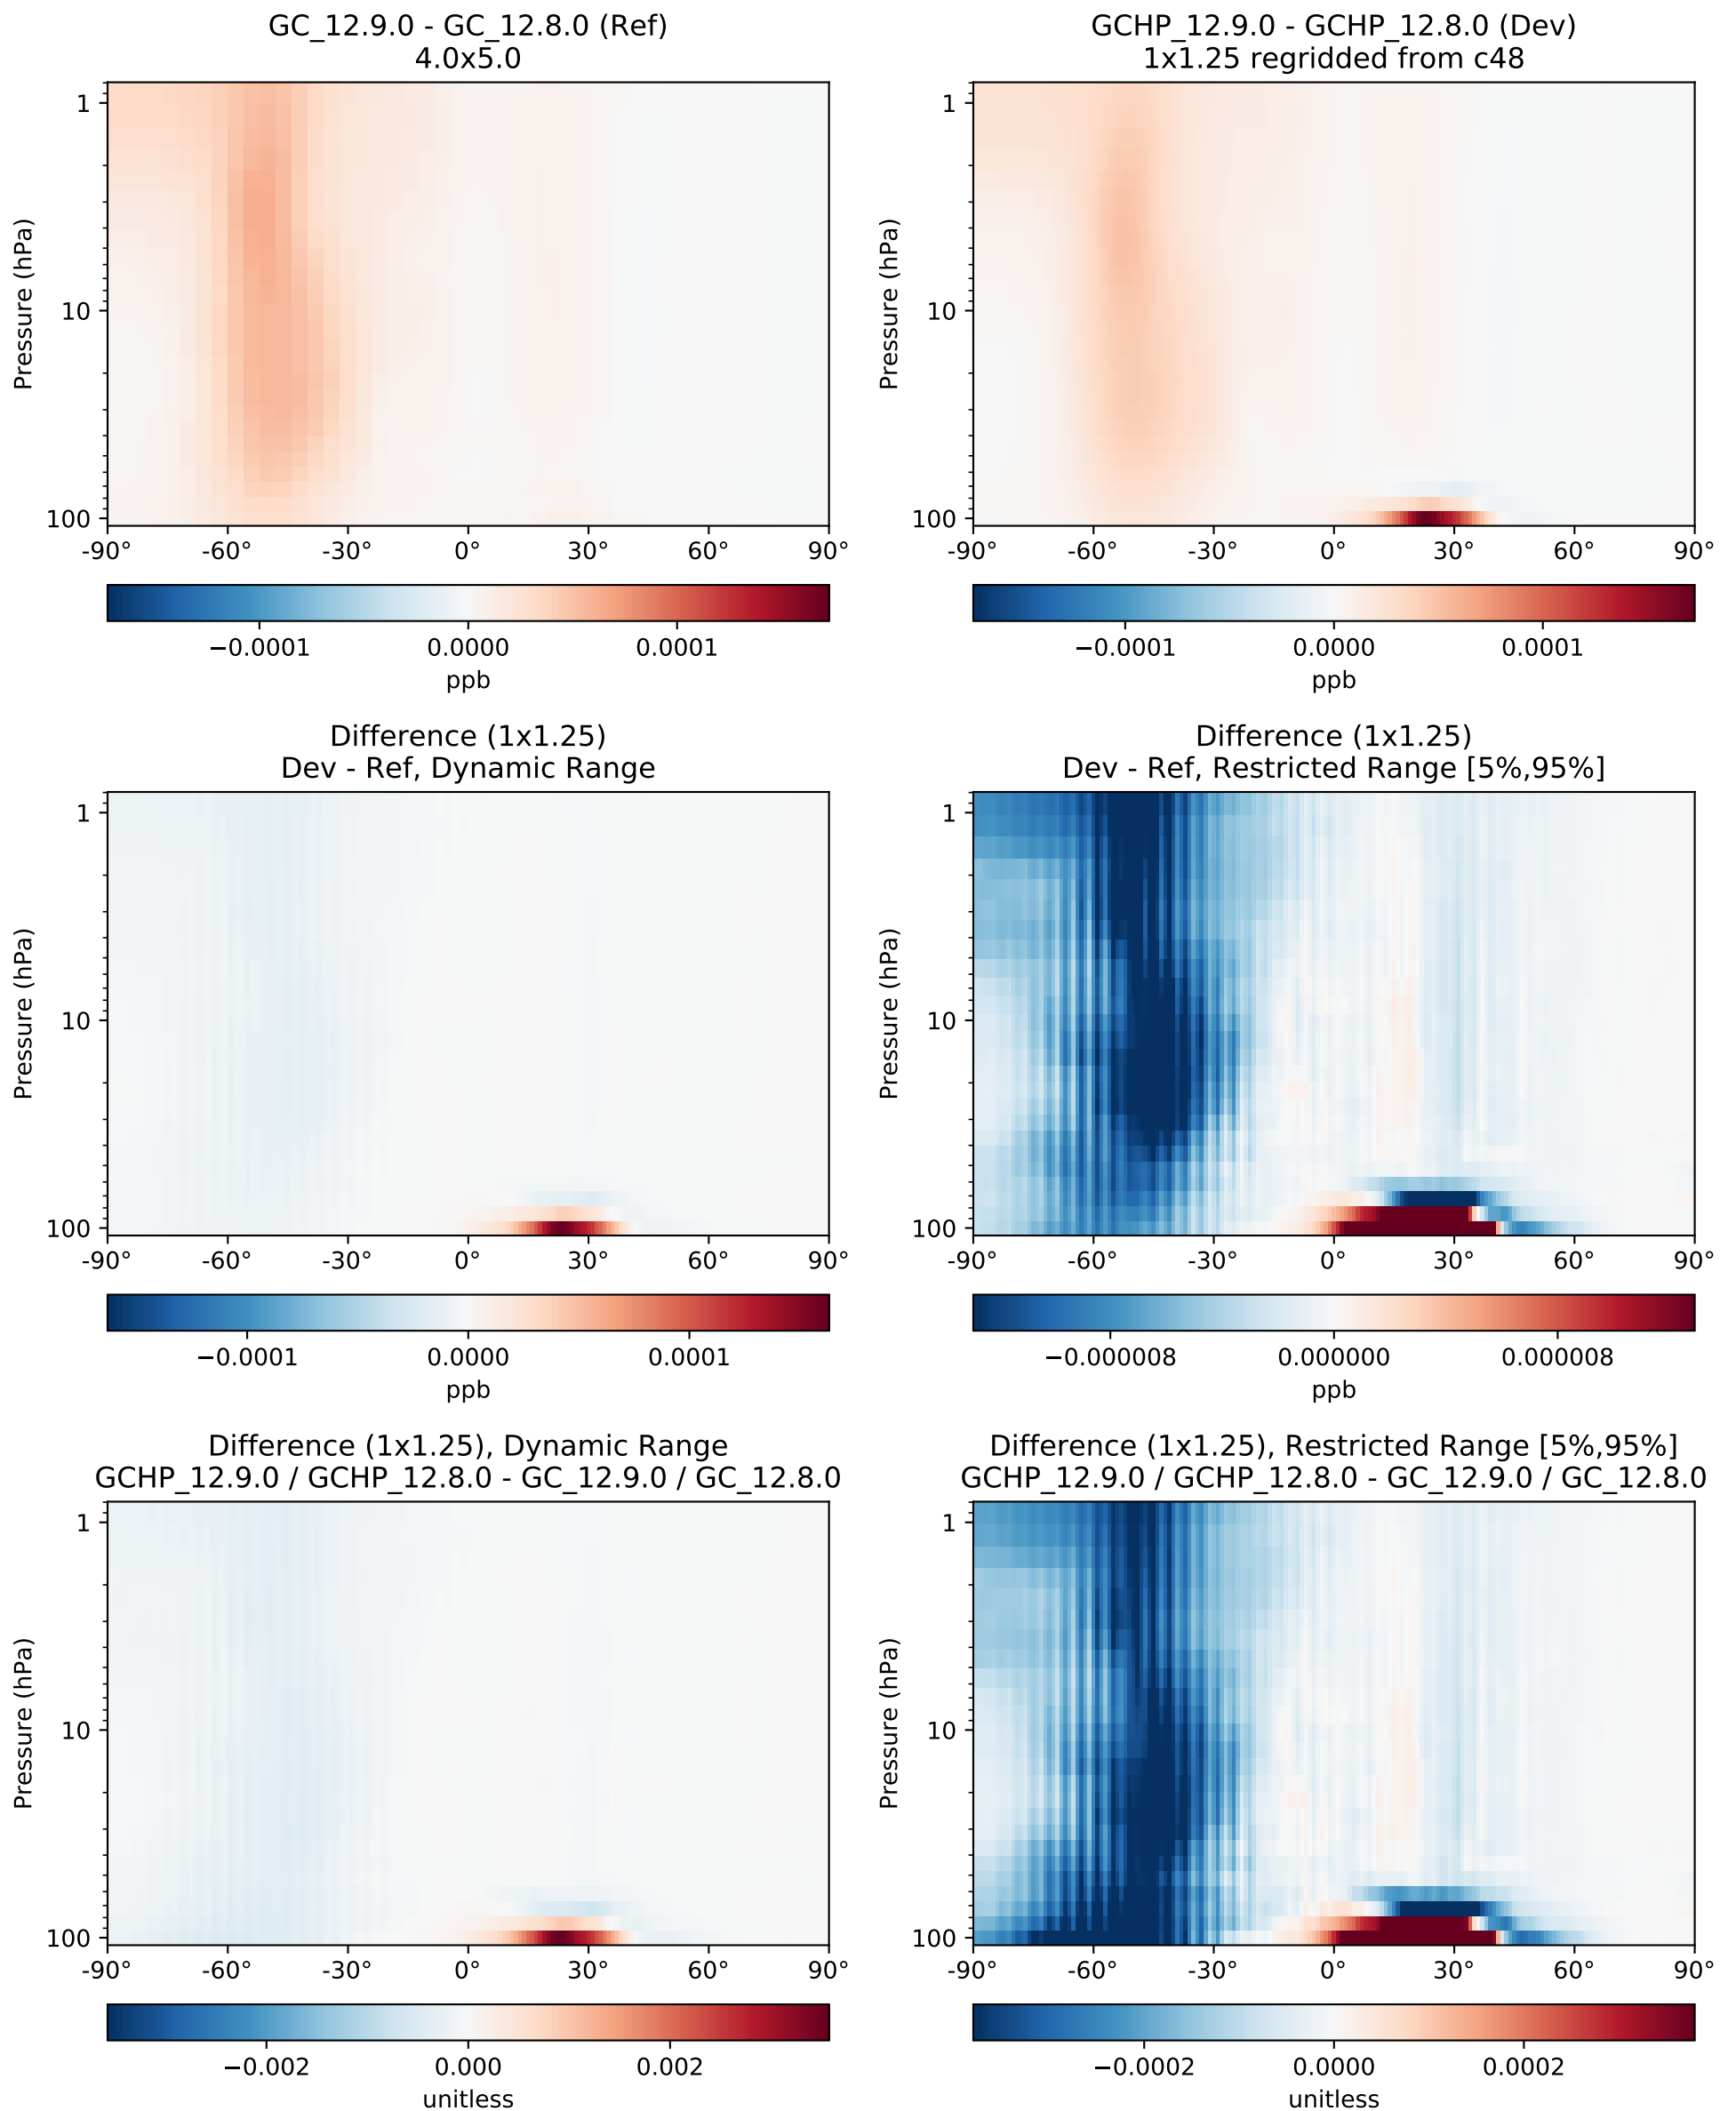 GC_12.9.0 - GC_12.8.0 (Ref)
4.0x5.0
GCHP_12.9.0 - GCHP_12.8.0 (Dev)
1x1.25 regridded from c48
Pressure (hPa)
1
10
100
-90° -60° -30° 0° 30° 60° 90°
−0.0001 0.0000 0.0001
ppb
Pressure (hPa)
1
10
100
-90° -60° -30° 0° 30° 60° 90°
−0.0001 0.0000 0.0001
ppb
Difference (1x1.25)
Dev - Ref, Dynamic Range
Pressure (hPa)
1
10
100
-90° -60° -30° 0° 30° 60° 90°
−0.0001 0.0000 0.0001
ppb
Difference (1x1.25)
Dev - Ref, Restricted Range [5%,95%]
Pressure (hPa)
1
10
100
-90° -60° -30° 0° 30° 60° 90°
−0.000008 0.000000 0.000008
ppb
Difference (1x1.25), Dynamic Range
GCHP_12.9.0 / GCHP_12.8.0 - GC_12.9.0 / GC_12.8.0
Pressure (hPa)
1
10
100
-90° -60° -30° 0° 30° 60° 90°
−0.002 0.000 0.002
unitless
Difference (1x1.25), Restricted Range [5%,95%]
GCHP_12.9.0 / GCHP_12.8.0 - GC_12.9.0 / GC_12.8.0
Pressure (hPa)
1
10
100
-90° -60° -30° 0° 30° 60° 90°
−0.0002 0.0000 0.0002
unitless